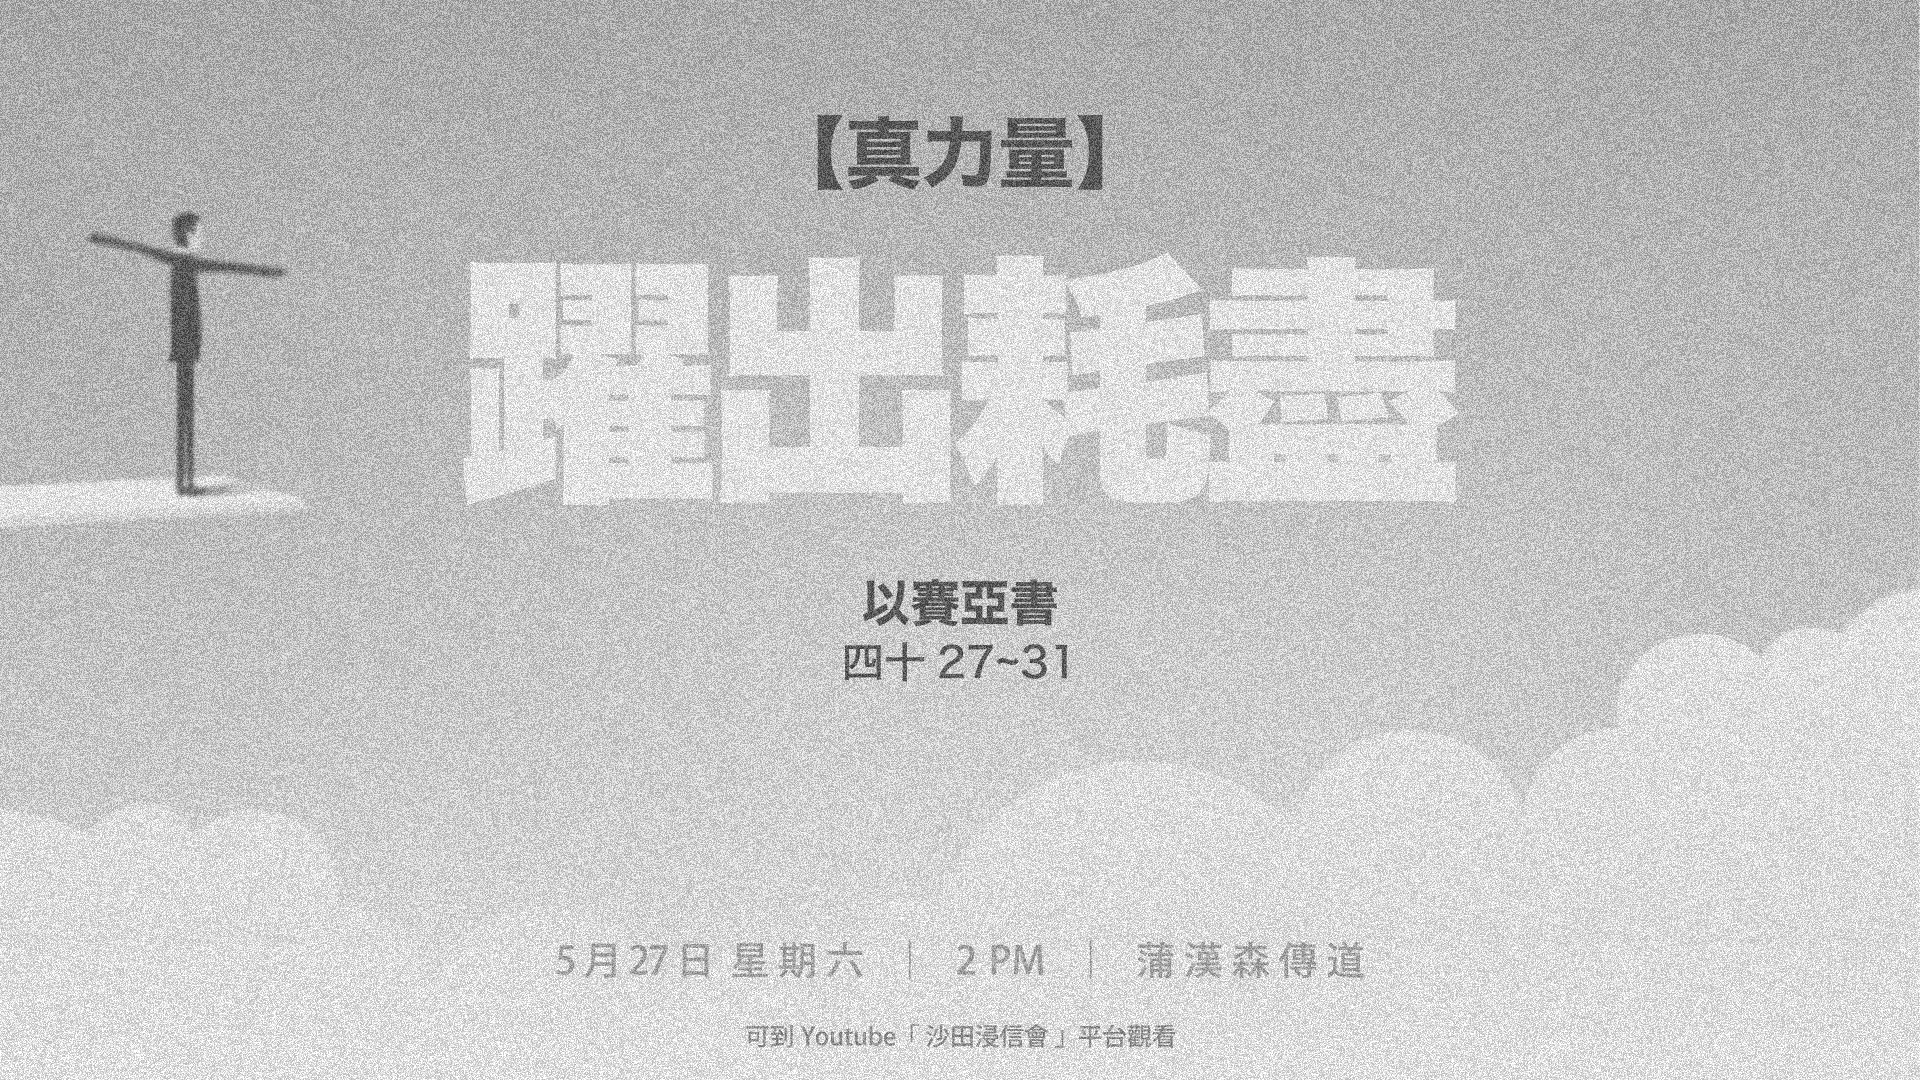 【真力量】
躍出耗盡
以賽亞書
四十 27~31
5月27日 星期六 | 2 PM | 蒲漢森傳道
可到 Youtube「 沙田浸信會 」平台觀看